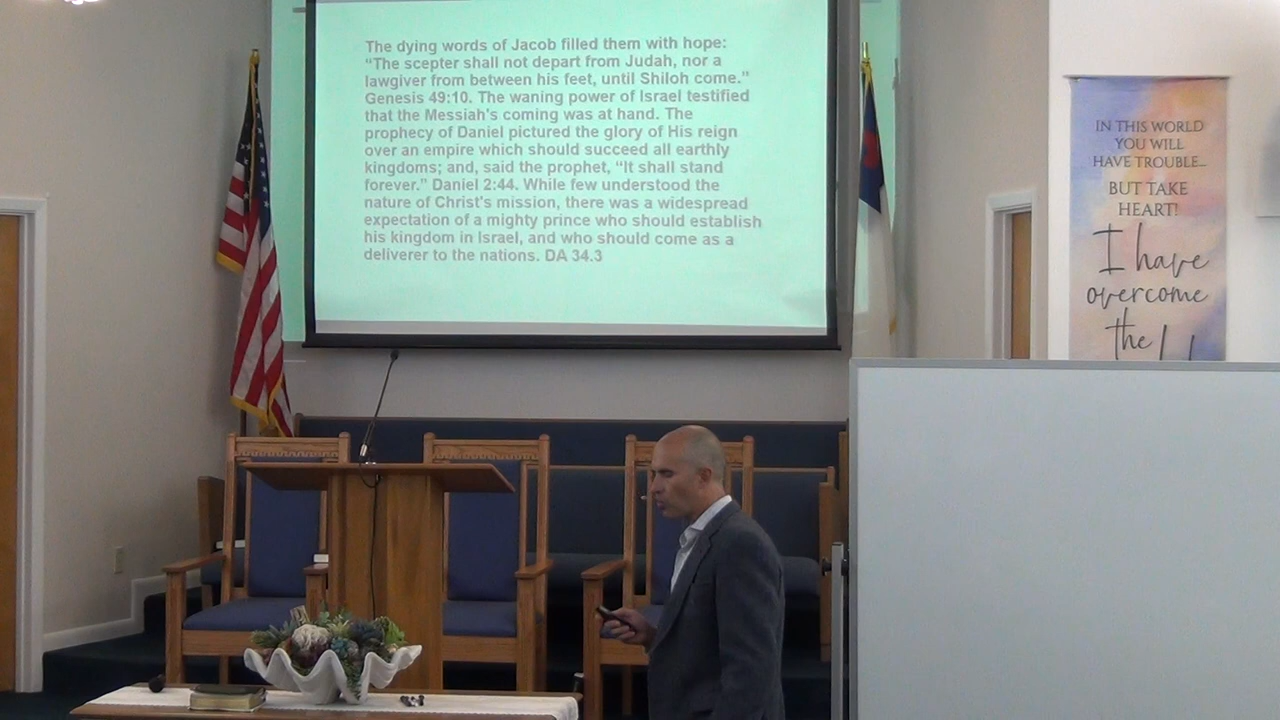 The dying words of Jacob filled them with hope:
“The scepter shall not depart from Judah, nor a
lawgiver from between his feet, until Shiloh come.”
Genesis 49:10. The waning power of Israel testified
that the Messiah's coming was at hand. The
prophecy of Daniel pictured the glory of His reign
over an empire which should succeed all earthly
kingdoms; and, said the prophet, “It shall stand
forever.” Daniel 2:44. While few understood the
nature of Christ's mission, there was a widespread
expectation of a mighty prince who should establish
his kingdom in Israel, and who should come as a
deliverer to the nations. DA 34.3
IN THIS WORLD
YOU WILL
HAVE TROUBLE...
BUT TAKE
HEART!
I have
overcome
the